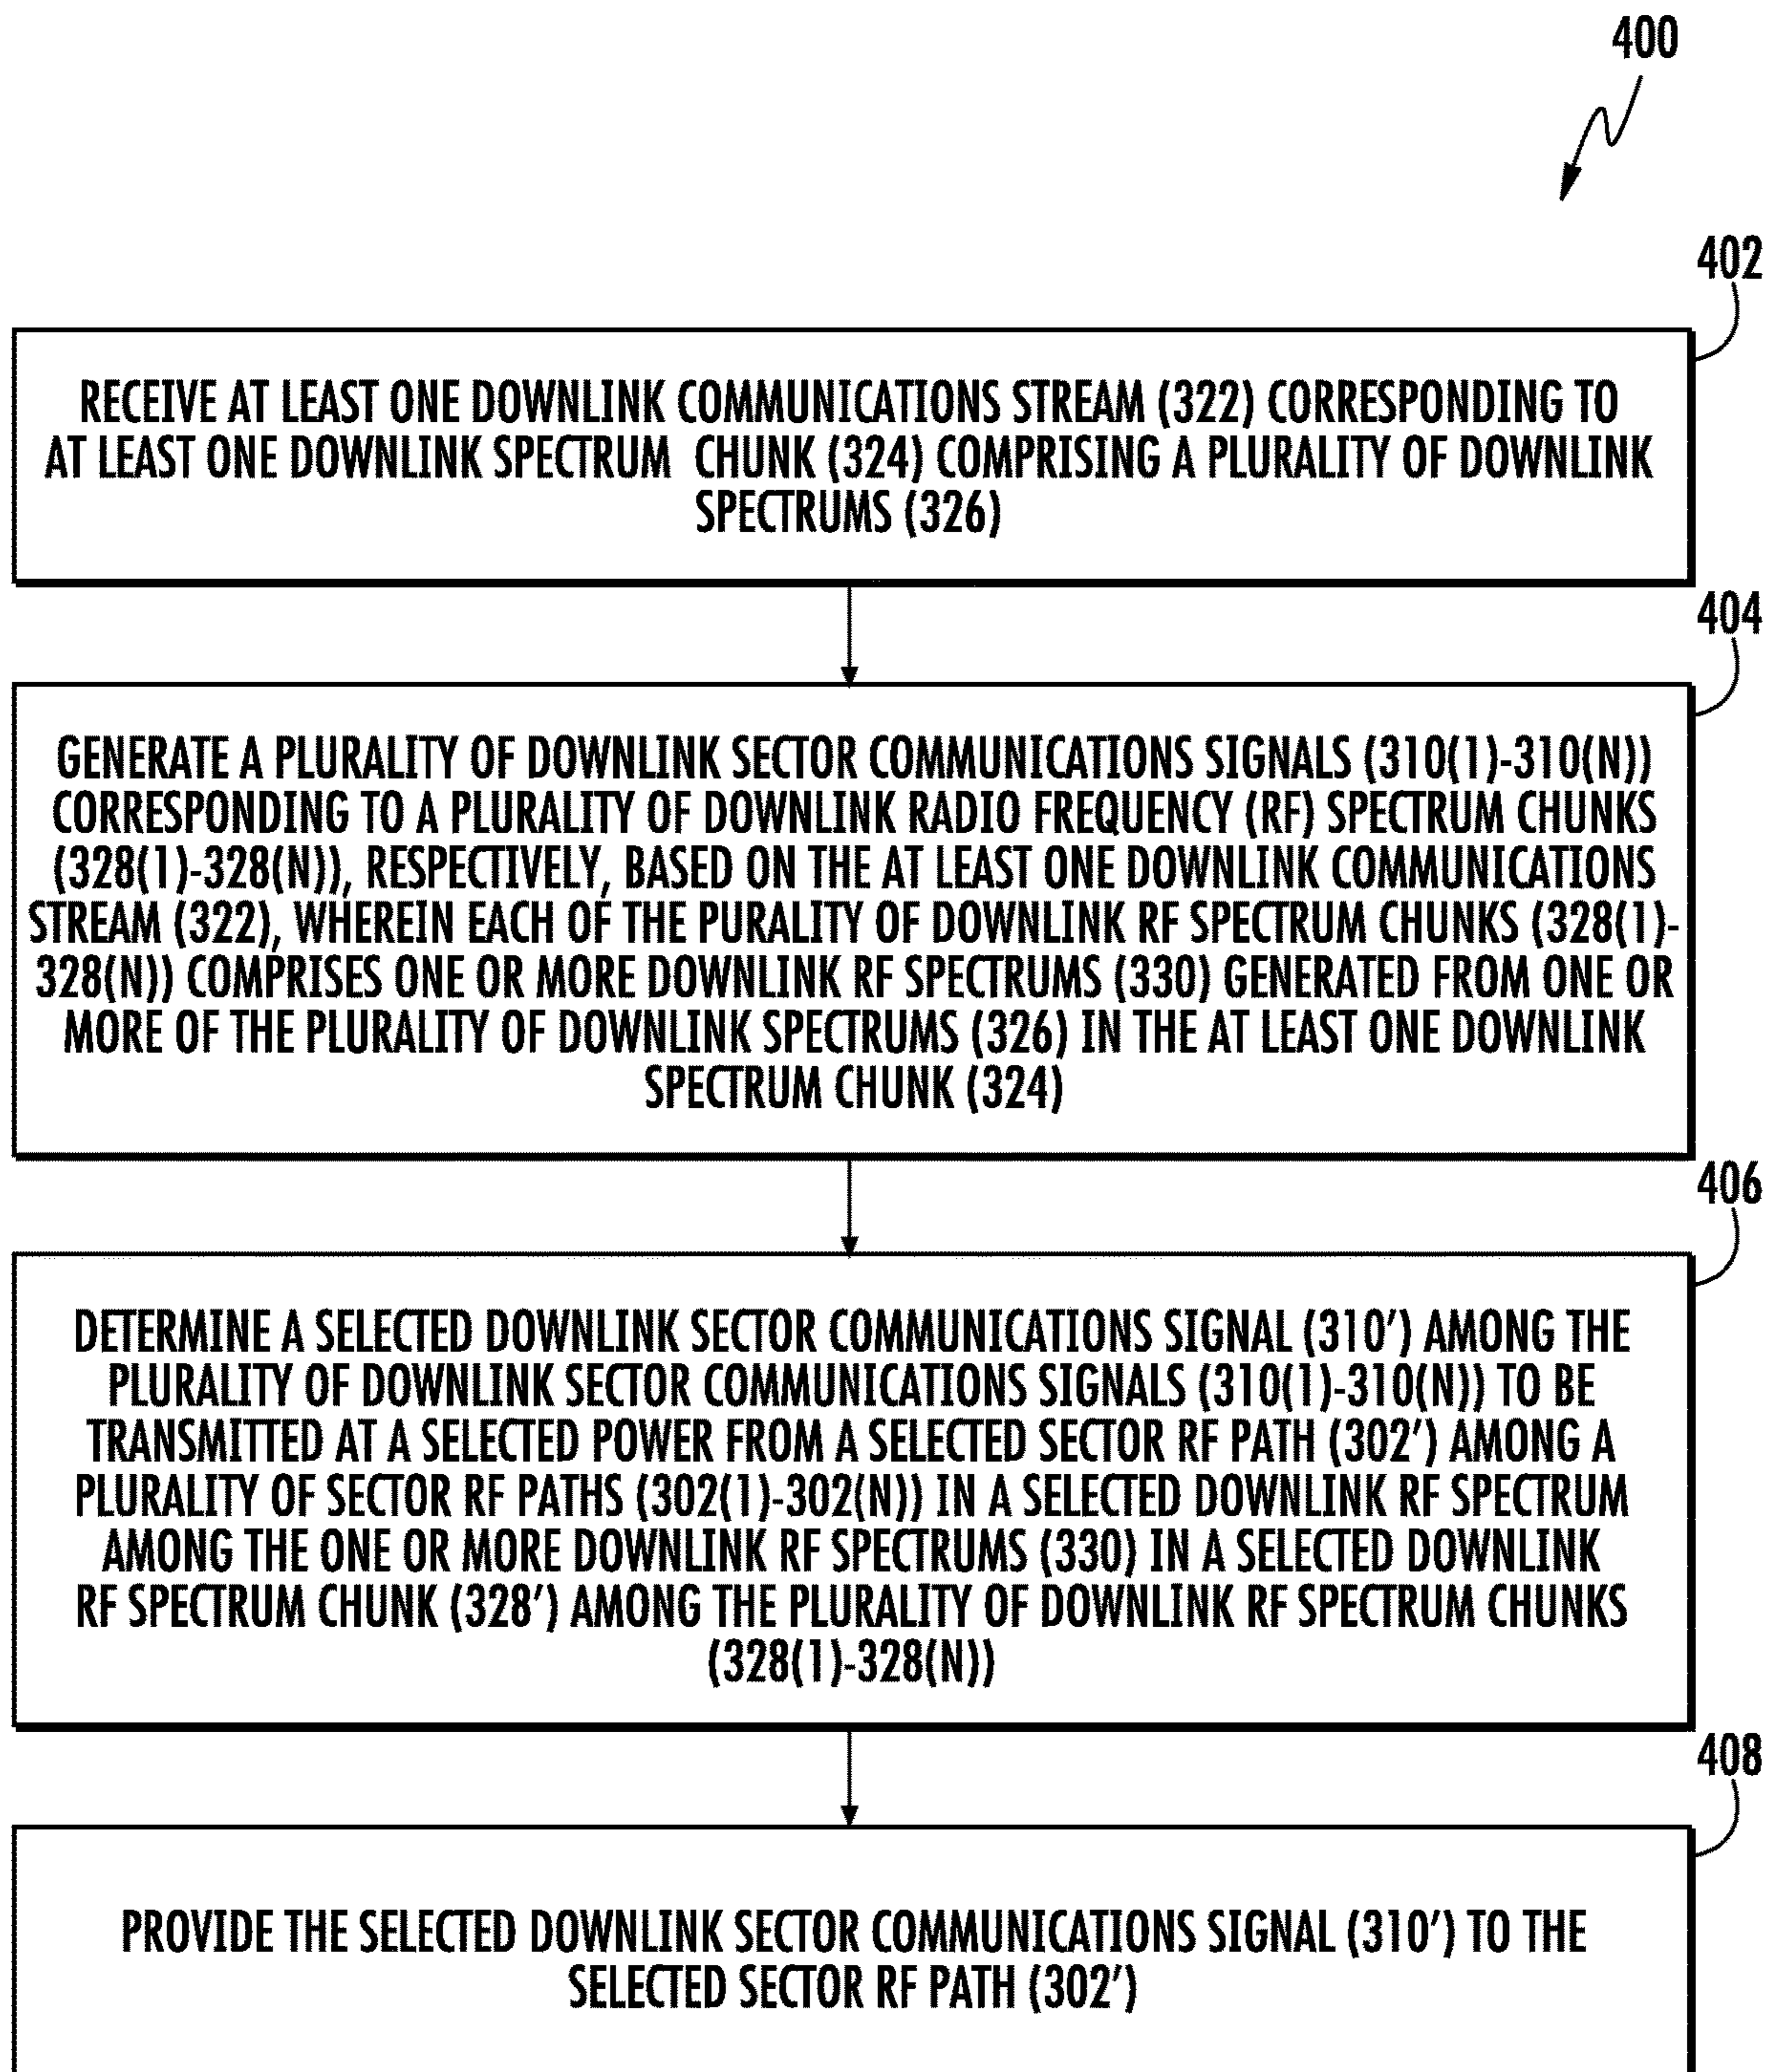 400
402
RECEIVE AT LEAST ONE DOWNLINK COMMUNICATIONS STREAM (322) CORRESPONDING TO
AT LEAST ONE DOWNLINK SPECTRUM CHUNK (324) COMPRISING A PLURALITY OF DOWNLINK
SPECTRUMS (326)
404
GENERATE A PLURALITY OF DOWNLINK SECTOR COMMUNICATIONS SIGNALS (310(1)-310(N))
CORRESPONDING TO A PLURALITY OF DOWNLINK RADIO FREQUENCY (RF) SPECTRUM CHUNKS
(328(1)-328(N)), RESPECTIVELY, BASED ON THE AT LEAST ONE DOWNLINK COMMUNICATIONS
STREAM (322), WHEREIN EACH OF THE PURALITY OF DOWNLINK RF SPECTRUM CHUNKS (328(1)-
328(N)) COMPRISES ONE OR MORE DOWNLINK RF SPECTRUMS (330) GENERATED FROM ONE OR
MORE OF THE PLURALITY OF DOWNLINK SPECTRUMS (326) IN THE AT LEAST ONE DOWNLINK
SPECTRUM CHUNK (324)
406
DETERMINE A SELECTED DOWNLINK SECTOR COMMUNICATIONS SIGNAL (310') AMONG THE
PLURALITY OF DOWNLINK SECTOR COMMUNICATIONS SIGNALS (310(1)-310(N)) TO BE
TRANSMITTED AT A SELECTED POWER FROM A SELECTED SECTOR RF PATH (302') AMONG A
PLURALITY OF SECTOR RF PATHS (302(1)-302(N)) IN A SELECTED DOWNLINK RF SPECTRUM
AMONG THE ONE OR MORE DOWNLINK RF SPECTRUMS (330) IN A SELECTED DOWNLINK
RF SPECTRUM CHUNK (328') AMONG THE PLURALITY OF DOWNLINK RF SPECTRUM CHUNKS
(328(1)-328(N))
408
PROVIDE THE SELECTED DOWNLINK SECTOR COMMUNICATIONS SIGNAL (310') TO THE
SELECTED SECTOR RF PATH (302')